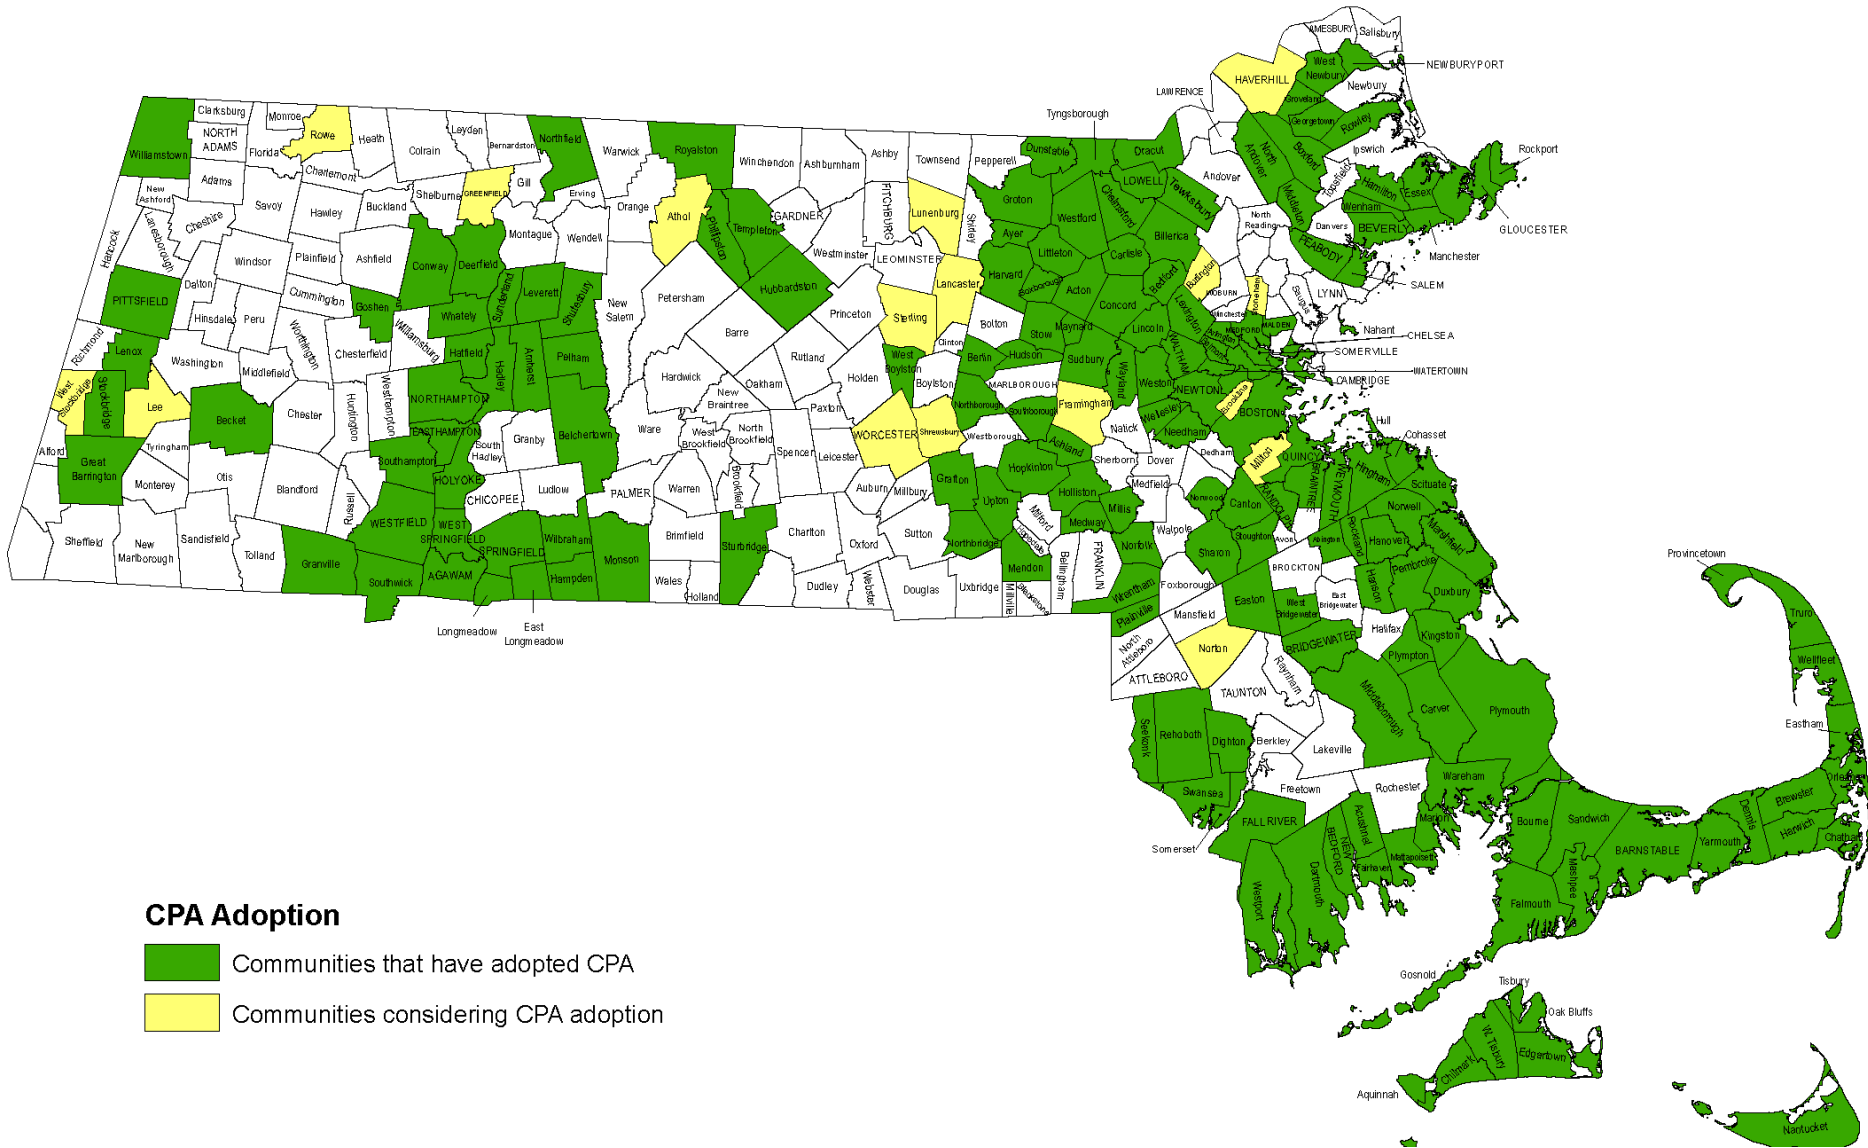 AMESBURY
Salisbury
West
Newbury
NEWBURYPORT
HAVERHILL
Newbury
LAWRENCE
Groveland
Georgetown
Rowley
Tyngsborough
Clarksburg
Monroe
NORTH
ADAMS
Rowe
Heath
Leyden
Bernardston
Northfield
Colrain
Florida
Williamstown
Warwick
Royalston
Winchendon
Ashburnham
Ashby
Townsend
Pepperell
Dunstable
Dracut
North
Andover
Boxford
Ipswich
Rockport
Topsfield
Hamilton
Essex
Wenham
Middleton
Andover
LOWELL
Tewksbury
Chelmsford
Charlemont
Adams
New
Ashford
Savoy
Hawley
Buckland
Shelburne
GREENFIELD
Gill
Erving
Orange
Athol
Phillipston
Templeton
GARDNER
Westminster
FITCHBURG
Lunenburg
Shirley
Groton
Westford
Ayer
Littleton
Carlisle
Billerica
North
Reading
Danvers
BEVERLY
GLOUCESTER
Manchester
PEABODY
SALEM
Hancock
Lanesborough
Cheshire
Windsor
Plainfield
Ashfield
Conway
Deerfield
Montague
Wendell
LEOMINSTER
Lancaster
Harvard
Boxborough
Acton
Concord
Bedford
Burlington
WOBURN
Stoneham
Saugus
LYNN
Winchester
Nahant
Dalton
PITTSFIELD
Hinsdale
Peru
Cummington
Goshen
Worthington
Chesterfield
Williamsburg
Whately
Sunderland
Leverett
Shutesbury
New
Salem
Petersham
Hubbardston
Princeton
Sterling
Bolton
Clinton
Stow
Maynard
Lincoln
Lexington
Arlington
MEDFORD
MALDEN
Belmont
CHELSEA
SOMERVILLE
WATERTOWN
CAMBRIDGE
Richmond
Lenox
Washington
Middlefield
Hatfield
Hadley
Amherst
Pelham
Barre
Rutland
Oakham
Holden
West
Boylston
Boylston
Berlin
Hudson
Sudbury
MARLBOROUGH
Wayland
Weston
WALTHAM
NEWTON
Brookline
BOSTON
West
Stockbridge
Stockbridge
Lee
Becket
Chester
Huntington
Westhampton
NORTHAMPTON
EASTHAMPTON
Southampton
South
Hadley
Granby
Belchertown
Ware
Hardwick
New
Braintree
West
Brookfield
North
Brookfield
Brookfield
Paxton
Spencer
Leicester
WORCESTER
Shrewsbury
Northborough
Southborough
Westborough
Framingham
Natick
Wellesley
Needham
Dedham
Dover
Sherborn
Ashland
Hopkinton
Milton
QUINCY
Hull
Cohasset
Hingham
Scituate
WEYMOUTH
BRAINTREE
RANDOLPH
Alford
Great
Barrington
Tyringham
Monterey
Otis
Blandford
Russell
HOLYOKE
CHICOPEE
Ludlow
PALMER
Warren
Auburn
Millbury
Grafton
Upton
Holliston
Medfield
Millis
Medway
Norwood
Canton
Walpole
Sharon
Stoughton
Avon
Abington
Rockland
Norwell
Hanover
Marshfield
Sheffield
New
Marlborough
Sandisfield
Tolland
Granville
WESTFIELD
WEST
SPRINGFIELD
SPRINGFIELD
Wilbraham
Monson
Brimfield
Sturbridge
Charlton
Oxford
Sutton
Northbridge
Milford
Hopedale
Mendon
Bellingham
FRANKLIN
Norfolk
Wrentham
Plainville
Southwick
AGAWAM
Hampden
Wales
Holland
Dudley
Webster
Douglas
Uxbridge
Millville
Blackstone
Foxborough
Mansfield
Easton
BROCKTON
West
Bridgewater
East
Bridgewater
Hanson
Pembroke
Duxbury
Longmeadow
East
Longmeadow
North
Attleboro
ATTLEBORO
Norton
BRIDGEWATER
Halifax
Kingston
Plympton
Raynham
TAUNTON
Middleborough
Carver
Plymouth
Provincetown
Truro
Wellfleet
Eastham
Seekonk
Rehoboth
Dighton
Berkley
Lakeville
Freetown
Rochester
Wareham
Swansea
Somerset
FALL RIVER
Acushnet
NEW
BEDFORD
Marion
Mattapoisett
Fairhaven
Dartmouth
Westport
Bourne
Sandwich
Mashpee
Falmouth
BARNSTABLE
Yarmouth
Dennis
Brewster
Harwich
Orleans
Chatham
Gosnold
Tisbury
Oak Bluffs
W. Tisbury
Edgartown
Chilmark
Aquinnah
Nantucket
CPA Adoption
Communities that have adopted CPA
Communities considering CPA adoption